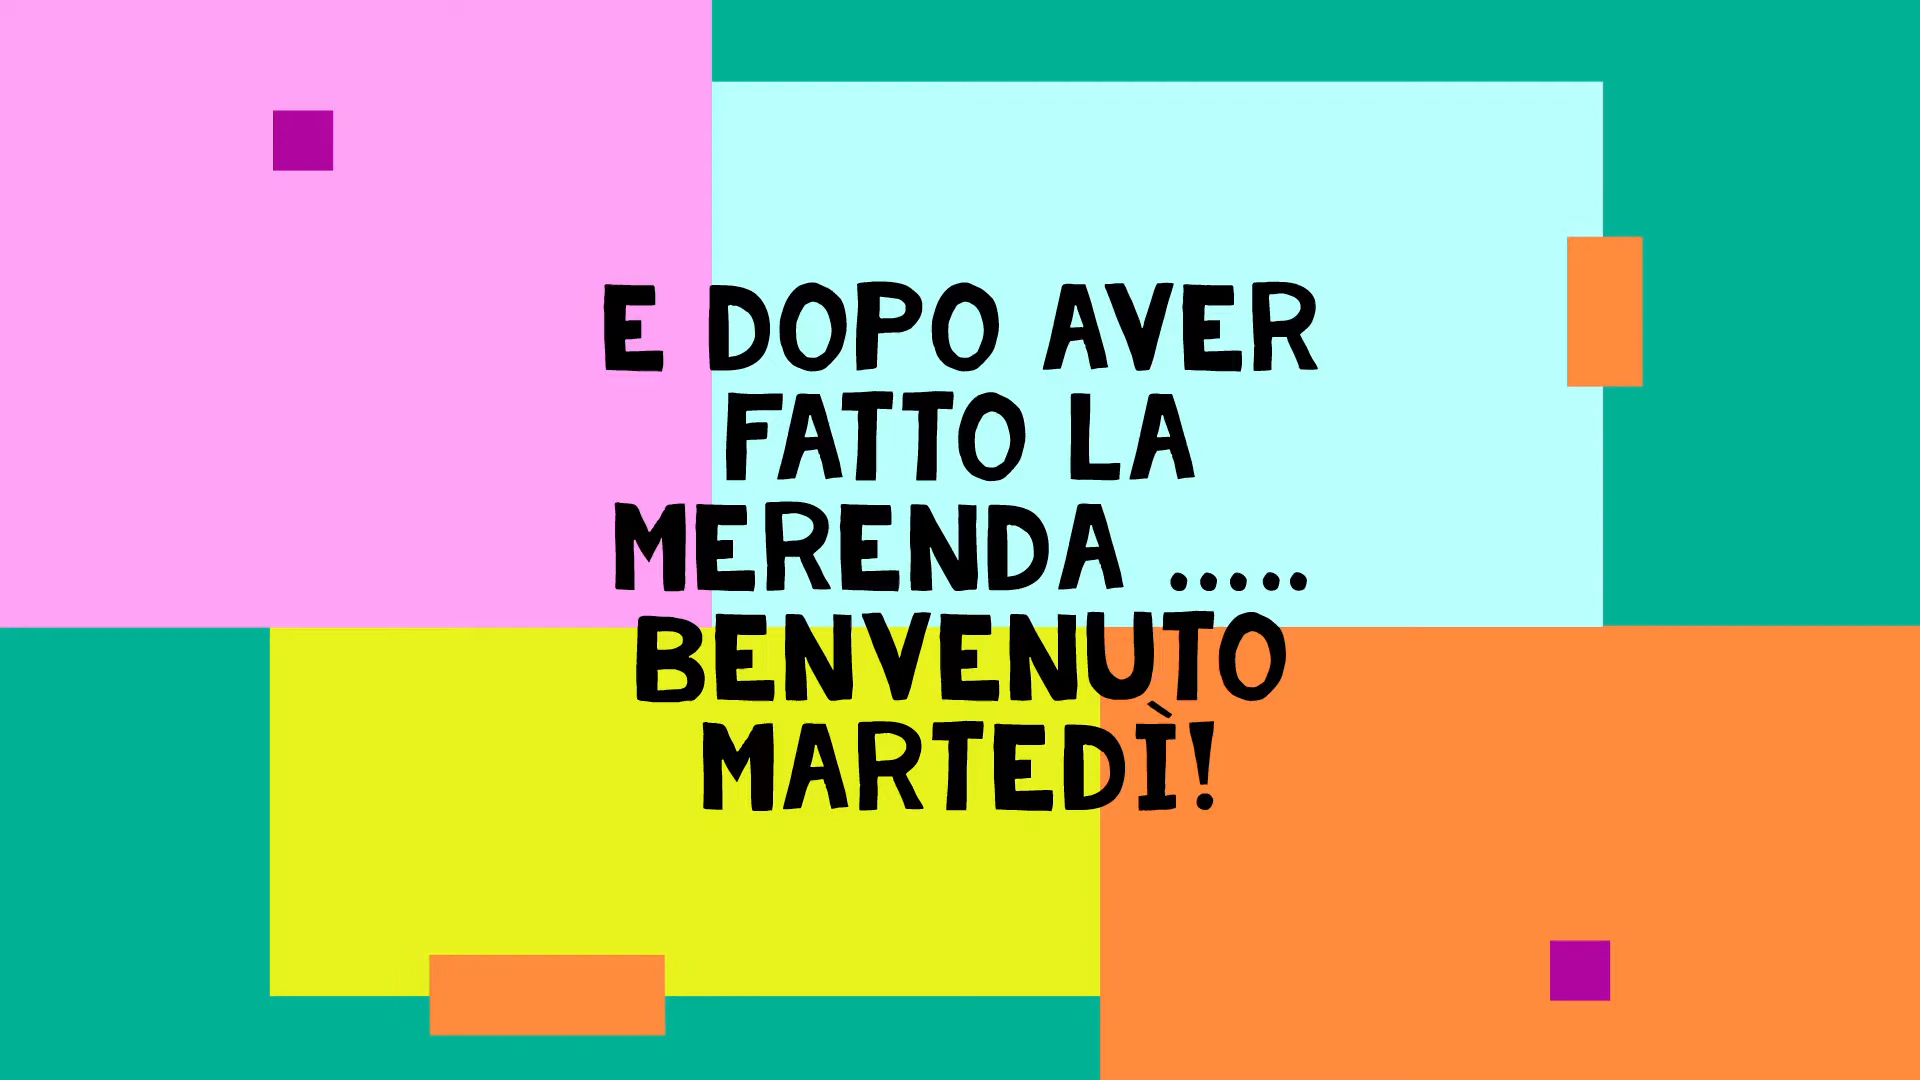 E DOPO AVER
FATTO LA
MERENDA .....
BENVENUTO
MARTEDÌ!